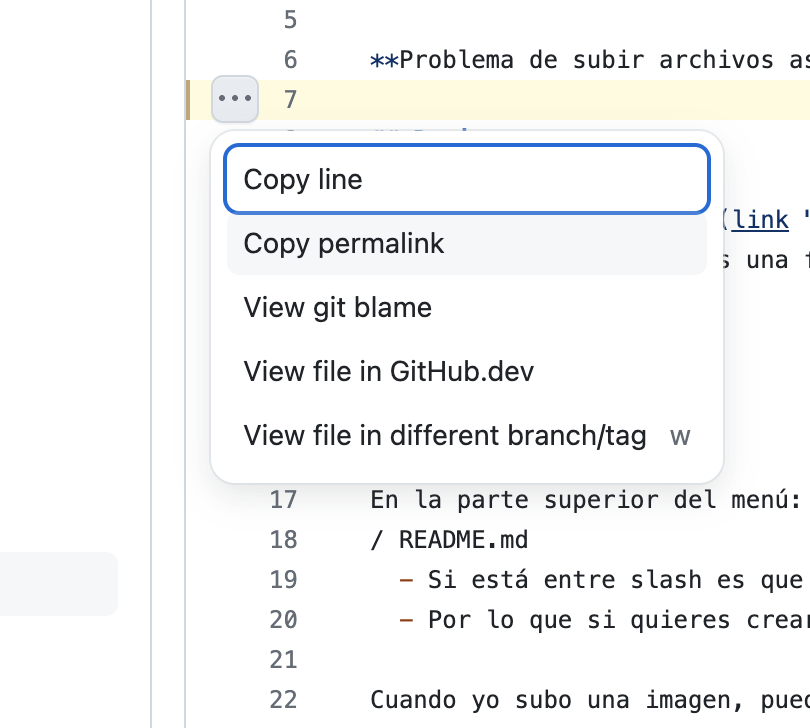 5
6 **Problema de subir archivos
7
Copy line
(link "
Copy permalink
una
View git blame
View file in GitHub.dev
View file in different branch/tag w
17 En la parte superior del menú:
18 / README.md
19 - Si está entre slash es que
20 - Por lo que si quieres
21
22 Cuando yo subo una imagen,